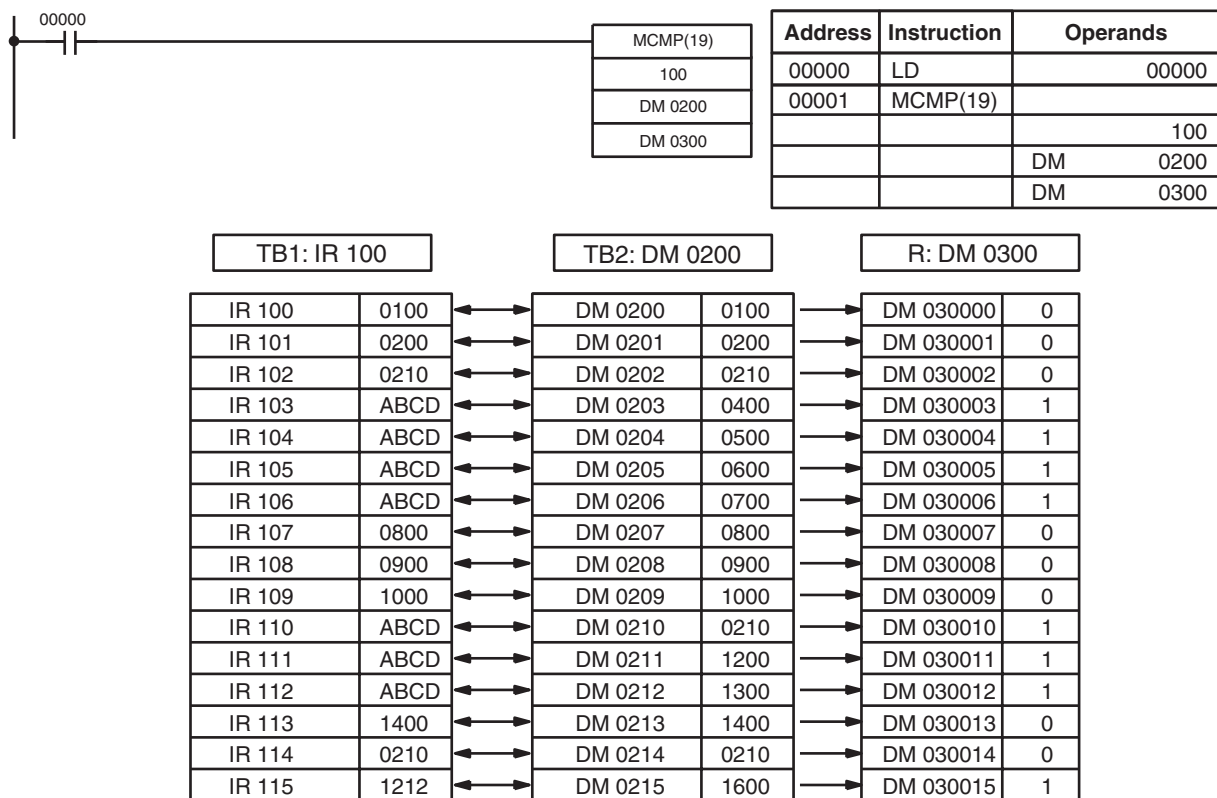 00000
MCMP(19)
100
DM 0200
DM 0300
Address Instruction Operands
00000 LD 00000
00001 MCMP(19)
100
DM 0200
DM 0300
TB1: IR 100 TB2: DM 0200 R: DM 0300
IR 100 0100 DM 0200 0100 DM 030000 0
IR 101 0200 DM 0201 0200 DM 030001 0
IR 102 0210 DM 0202 0210 DM 030002 0
IR 103 ABCD DM 0203 0400 DM 030003 1
IR 104 ABCD DM 0204 0500 DM 030004 1
IR 105 ABCD DM 0205 0600 DM 030005 1
IR 106 ABCD DM 0206 0700 DM 030006 1
IR 107 0800 DM 0207 0800 DM 030007 0
IR 108 0900 DM 0208 0900 DM 030008 0
IR 109 1000 DM 0209 1000 DM 030009 0
IR 110 ABCD DM 0210 0210 DM 030010 1
IR 111 ABCD DM 0211 1200 DM 030011 1
IR 112 ABCD DM 0212 1300 DM 030012 1
IR 113 1400 DM 0213 1400 DM 030013 0
IR 114 0210 DM 0214 0210 DM 030014 0
IR 115 1212 DM 0215 1600 DM 030015 1